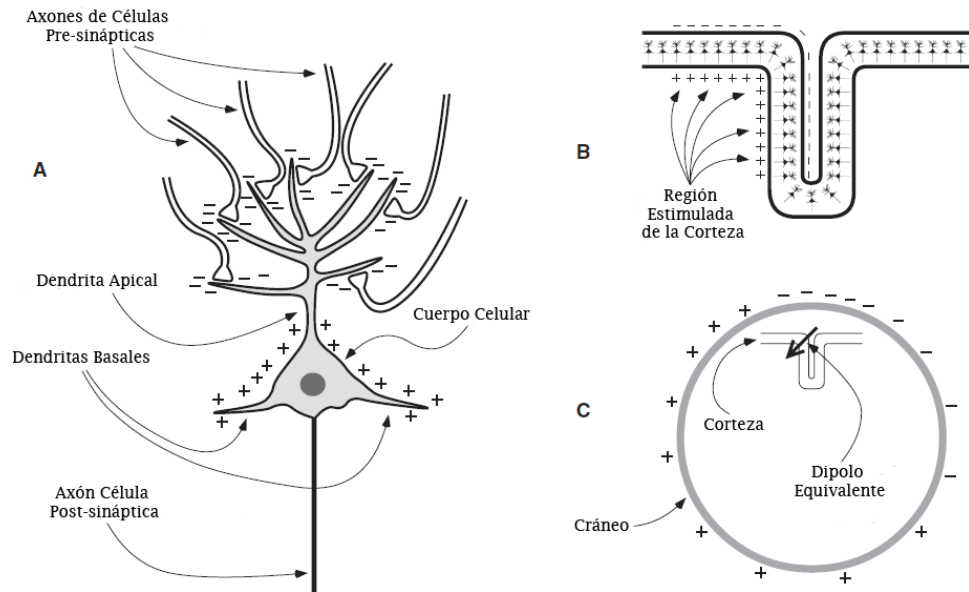 Axones de Células
Pre-sinápticas
A
Dendrita Apical
Cuerpo Celular
Dendritas Basales
Axón Célula
Post-sináptica
B
Región
Estimulada
de la Corteza
C
Corteza
Dipolo
Equivalente
Cráneo